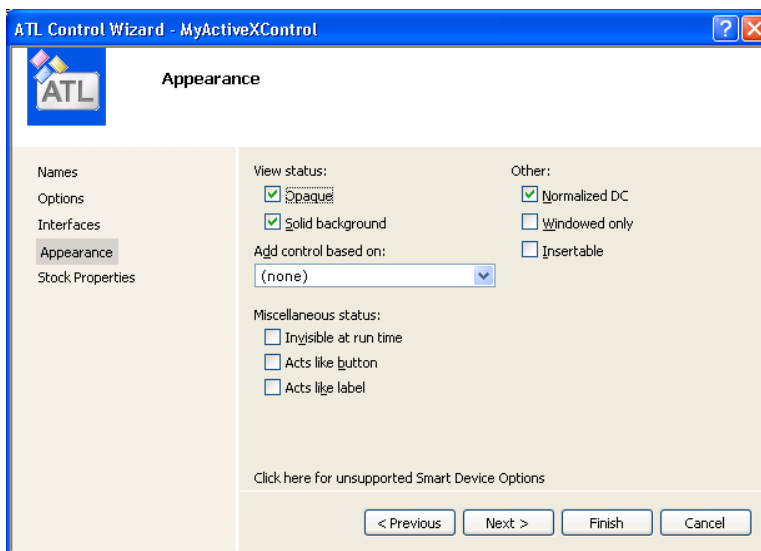 ATL Control Wizard - MyActiveXControl
ATL
Appearance
Names
Options
Interfaces
Appearance
Stock Properties
View status:
Opaque
Solid background
Add control based on:
(none)
Miscellaneous status:
Invisible at run time
Acts like button
Acts like label
Other:
Normalized DC
Windowed only
Insertable
Click here for unsupported Smart Device Options
< Previous
Next >
Finish
Cancel